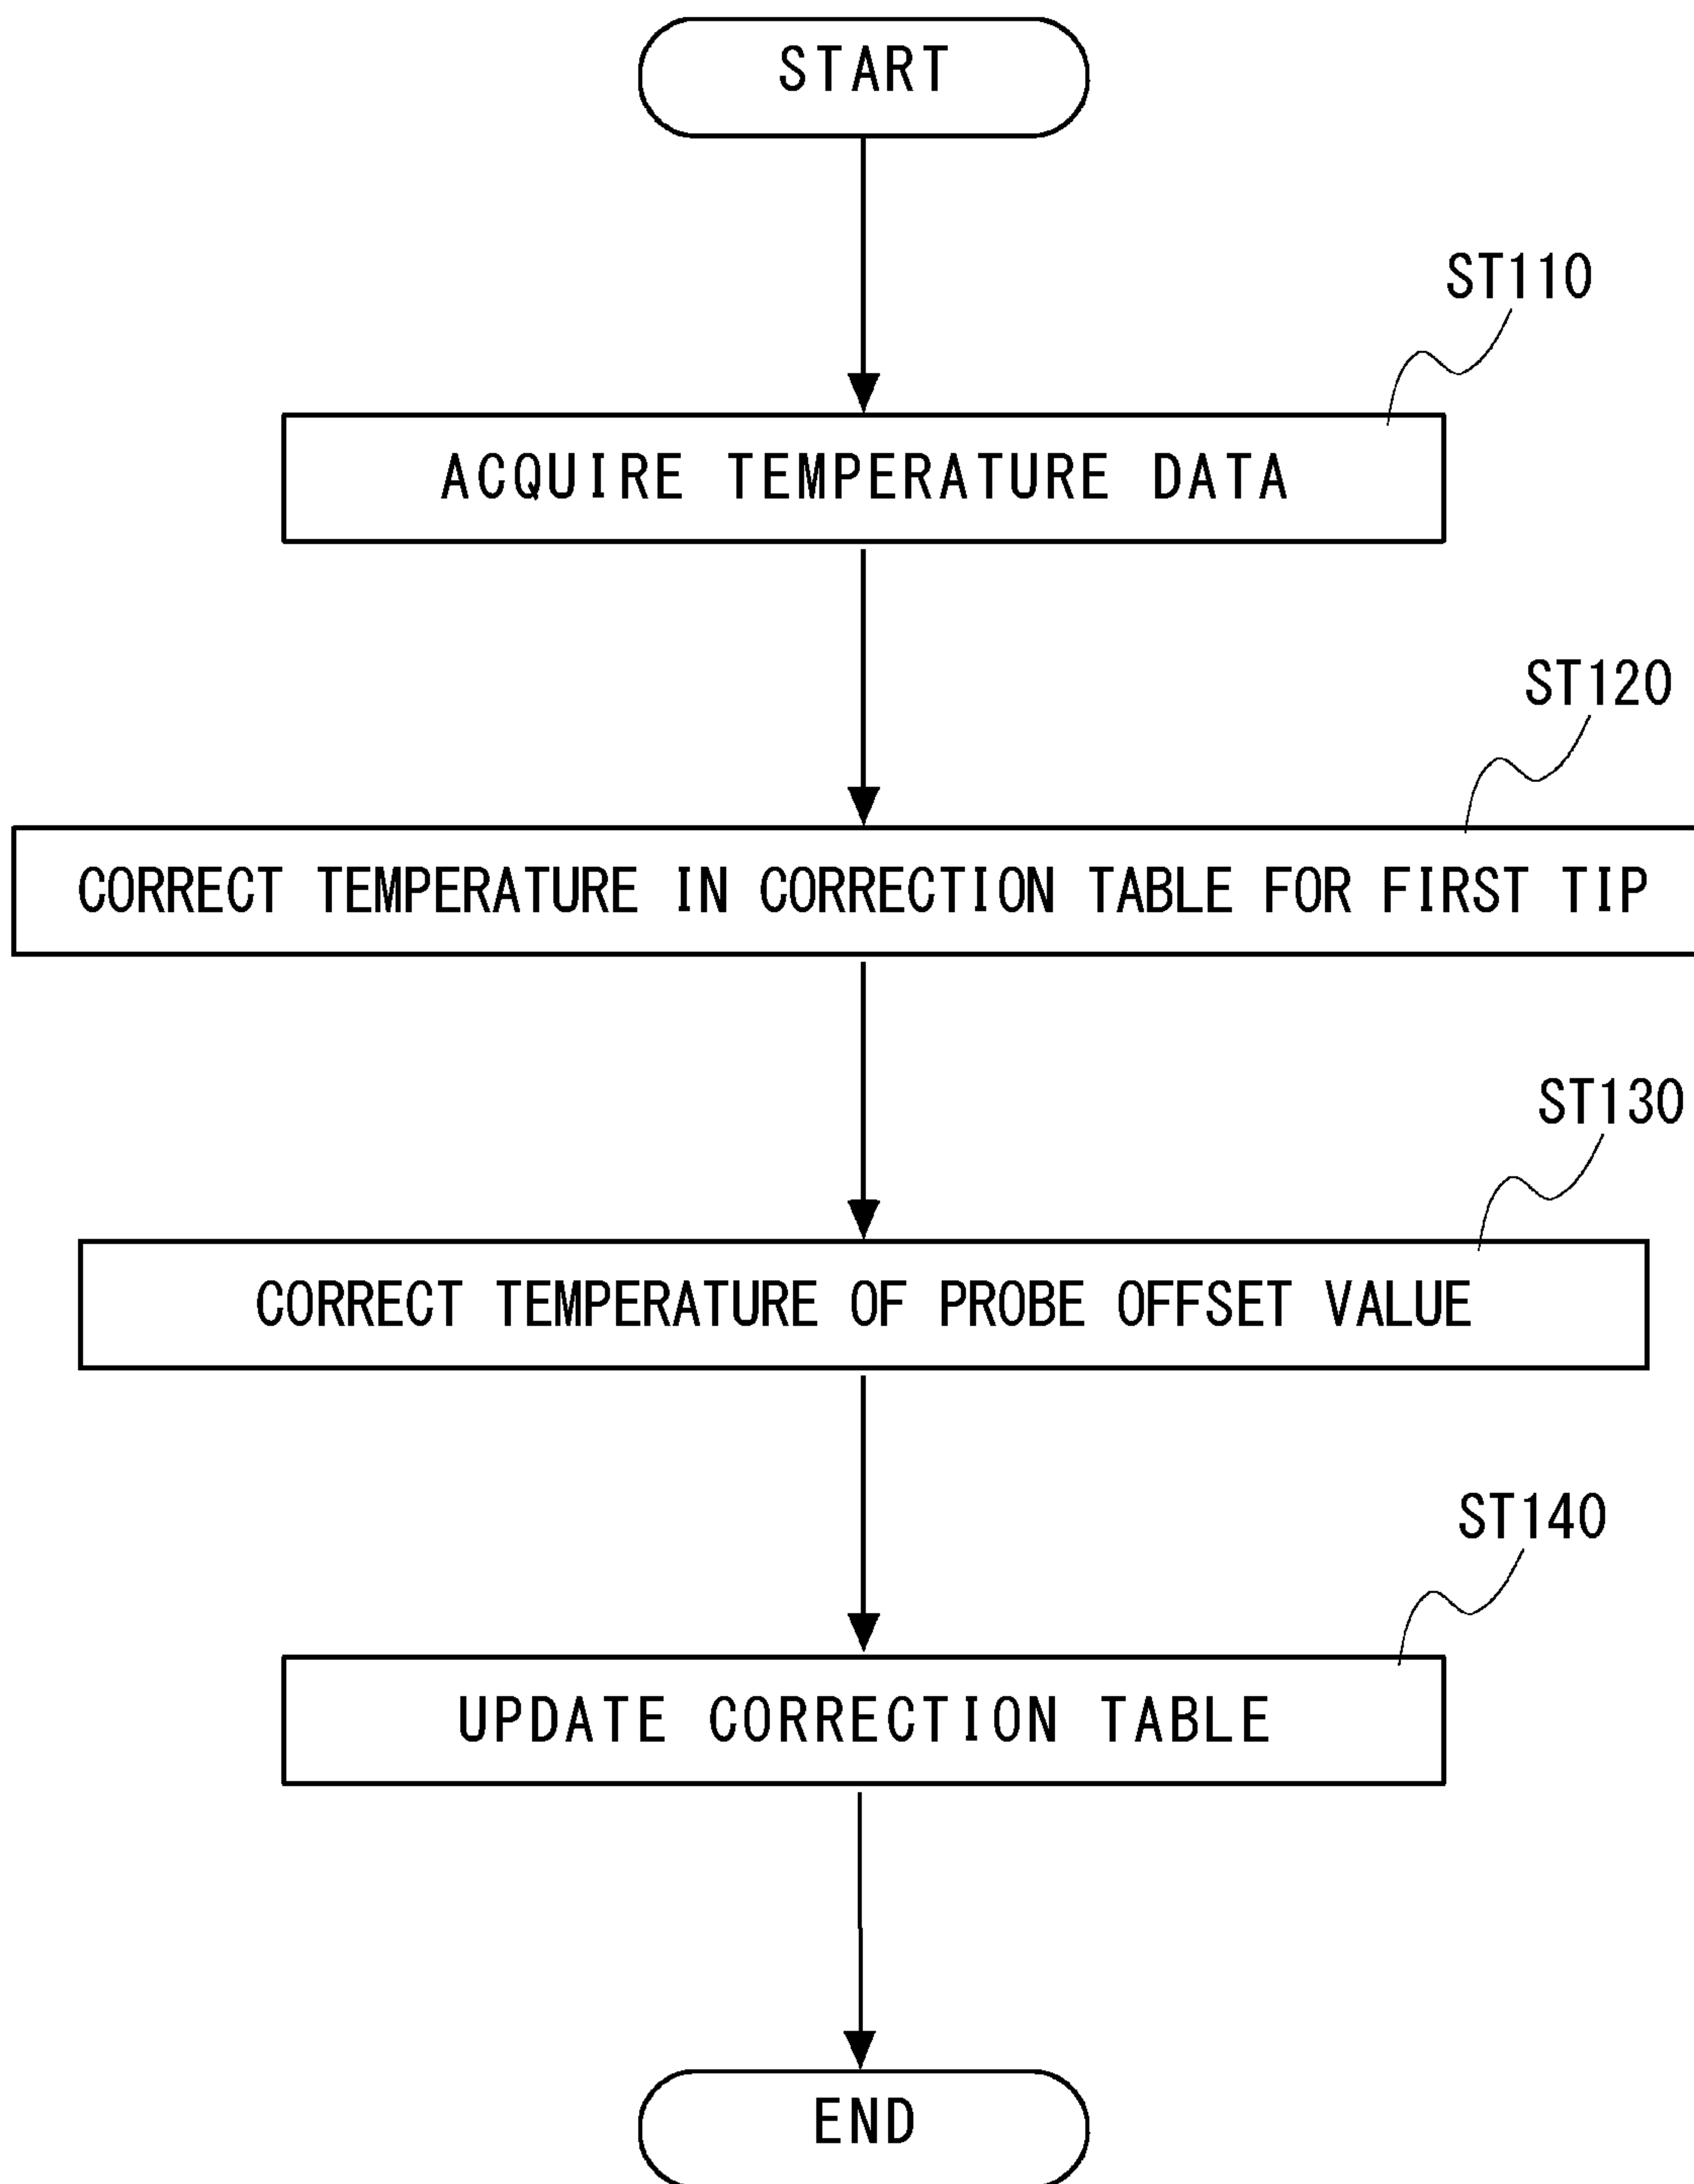 START
ST110
ACQUIRE TEMPERATURE DATA
ST120
CORRECT TEMPERATURE IN CORRECTION TABLE FOR FIRST TIP
ST130
CORRECT TEMPERATURE OF PROBE OFFSET VALUE
ST140
UPDATE CORRECTION TABLE
END